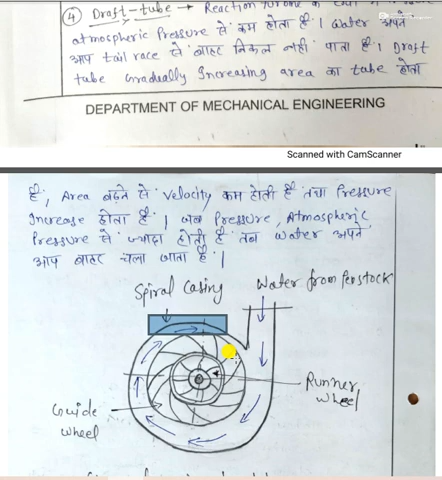 ④ Draft-tube → Reaction
atmospheric Pressure से कम होता है। Water अपने
आप tail race से बाहर निकल नही पाता है। Draft
tube Gradually Increasing area का tube होता
DEPARTMENT OF MECHANICAL ENGINEERING
Scanned with CamScanner
है, Area बढ़ने से Velocity कम होती है तथा Pressure
Increase होता है। जब Pressure, Atmospheric
Pressure से ज्यादा होती है तब Water अपने
आप बाहर चला जाता है।
Spiral Casing
Water from Penstock
Runner
wheel
Guide
wheel